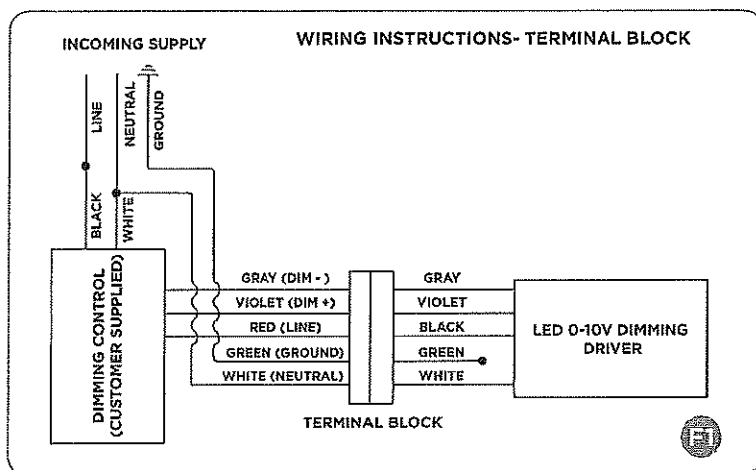 INCOMING SUPPLY
WIRING INSTRUCTIONS- TERMINAL BLOCK
LINE
NEUTRAL
GROUND
BLACK
WHITE
DIMMING CONTROL
(CUSTOMER SUPPLIED)
GRAY (DIM - )
VIOLET (DIM +)
RED (LINE)
GREEN (GROUND)
WHITE (NEUTRAL)
GRAY
VIOLET
BLACK
GREEN
WHITE
LED 0-10V DIMMING
DRIVER
TERMINAL BLOCK